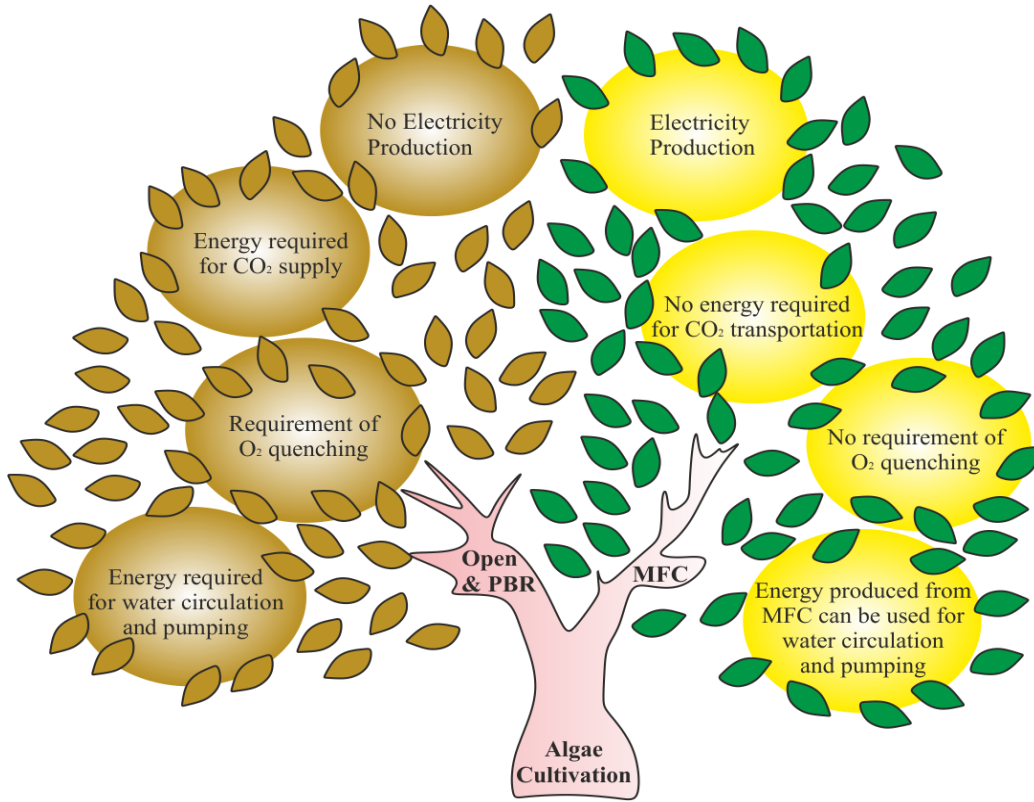 No Electricity
Production
Electricity
Production
Energy required
for CO₂ supply
No energy required
for CO₂ transportation
Requirement of
O₂ quenching
No requirement of
O₂ quenching
Open
& PBR
MFC
Energy required
for water circulation
and pumping
Energy produced from
MFC can be used for
water circulation
and pumping
Algae
Cultivation